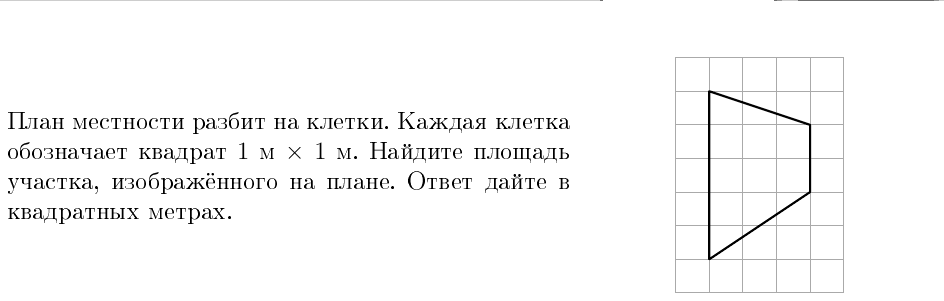 План местности разбит на клетки. Каждая клетка
обозначает квадрат 1 м × 1 м. Найдите площадь
участка, изображённого на плане. Ответ дайте в
квадратных метрах.